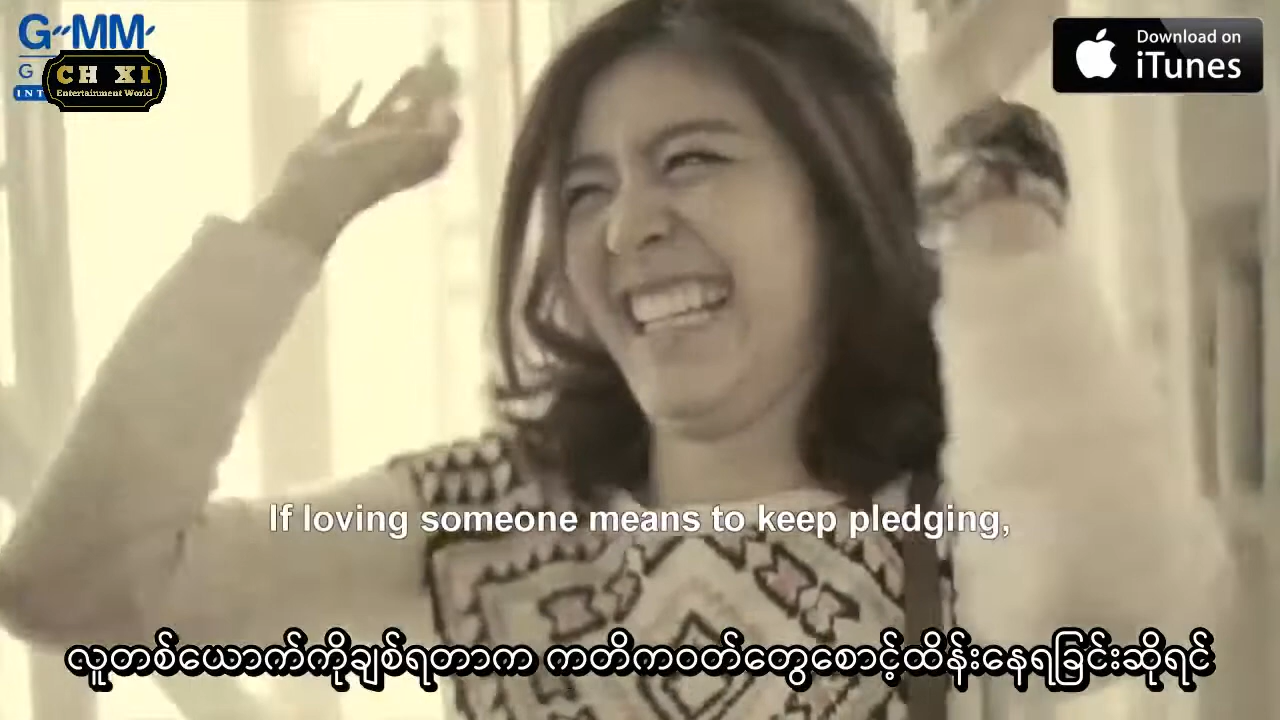 G-MM-
G
INT
CH XI
Entertainment World
Download on
iTunes
If loving someone means to keep pledging,
လူတစ်ယောက်ကိုချစ်ရတာက ကတိကဝတ်တွေစောင့်ထိန်းနေရခြင်းဆိုရင်